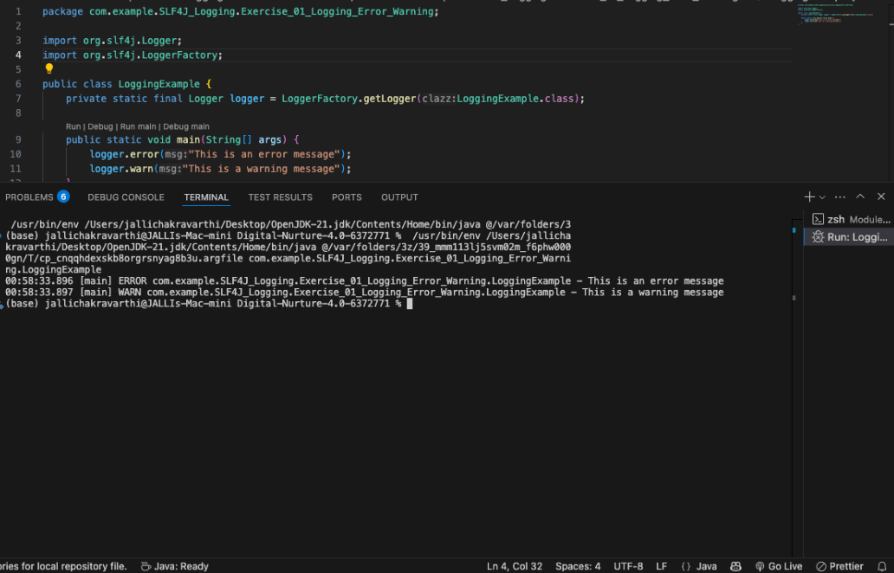 1 package com.example.SLF4J_Logging.Exercise_01_Logging_Error_Warning;
2
3 import org.slf4j.Logger;
4 import org.slf4j.LoggerFactory;
5
6 public class LoggingExample {
7 private static final Logger logger = LoggerFactory.getLogger(clazz:LoggingExample.class);
8
Run | Debug | Run main | Debug main
9 public static void main(String[] args) {
10 logger.error(msg:"This is an error message");
11 logger.warn(msg:"This is a warning message");
12 }
PROBLEMS 6 DEBUG CONSOLE TERMINAL TEST RESULTS PORTS OUTPUT
/usr/bin/env /Users/jallichakravarthi/Desktop/OpenJDK-21.jdk/Contents/Home/bin/java @/var/folders/3
(base) jallichakravarthi@JALLIs-Mac-mini Digital-Nurture-4.0-6372771 % /usr/bin/env /Users/jallicha
kravarthi/Desktop/OpenJDK-21.jdk/Contents/Home/bin/java @/var/folders/3z/39_mmm113lj5svm02m_f6phw000
0gn/T/cp_cnqqhdexskb8orgrsnyag8b3u.argfile com.example.SLF4J_Logging.Exercise_01_Logging_Error_Warni
ng.LoggingExample
00:58:33.896 [main] ERROR com.example.SLF4J_Logging.Exercise_01_Logging_Error_Warning.LoggingExample - This is an error message
00:58:33.897 [main] WARN com.example.SLF4J_Logging.Exercise_01_Logging_Error_Warning.LoggingExample - This is a warning message
(base) jallichakravarthi@JALLIs-Mac-mini Digital-Nurture-4.0-6372771 %
zsh Module...
Run: Loggi...
ories for local repository file. Java: Ready Ln 4, Col 32 Spaces: 4 UTF-8 LF {} Java Go Live Prettier